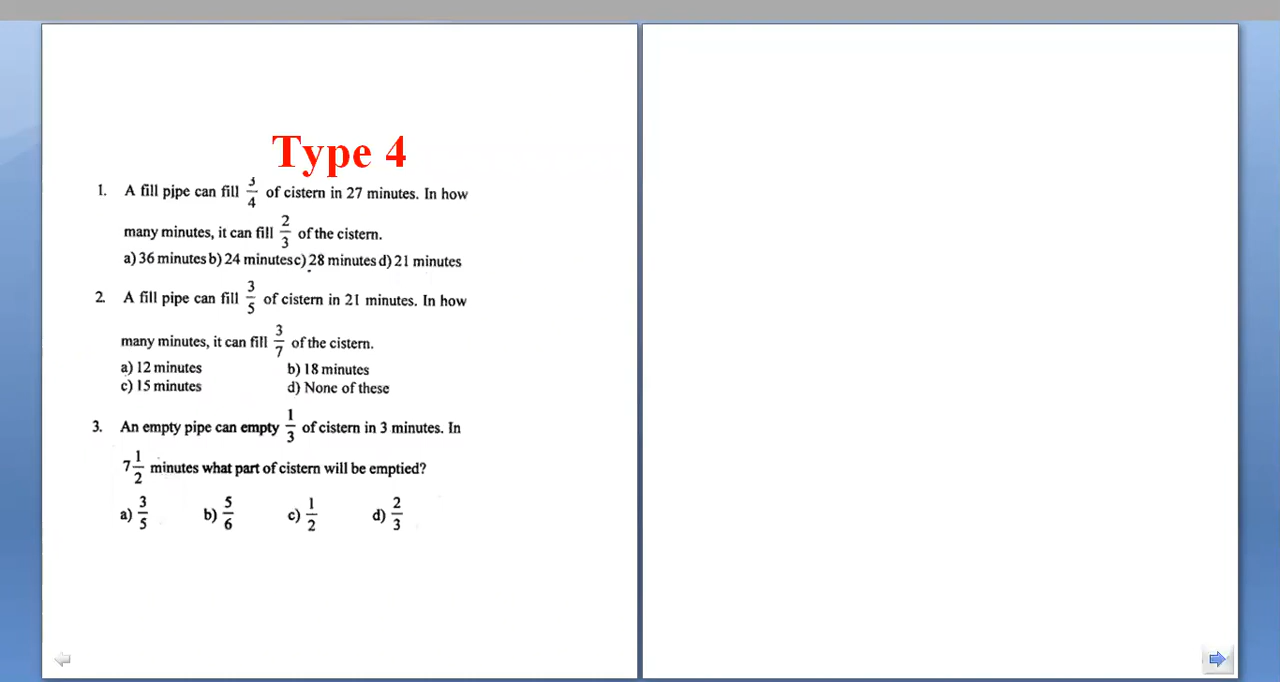 Type 4
1. A fill pipe can fill 3/4 of cistern in 27 minutes. In how
many minutes, it can fill 2/3 of the cistern.
a) 36 minutes b) 24 minutes c) 28 minutes d) 21 minutes
2. A fill pipe can fill 3/5 of cistern in 21 minutes. In how
many minutes, it can fill 3/7 of the cistern.
a) 12 minutes b) 18 minutes
c) 15 minutes d) None of these
3. An empty pipe can empty 1/3 of cistern in 3 minutes. In
7 1/2 minutes what part of cistern will be emptied?
a) 3/5 b) 5/6 c) 1/2 d) 2/3